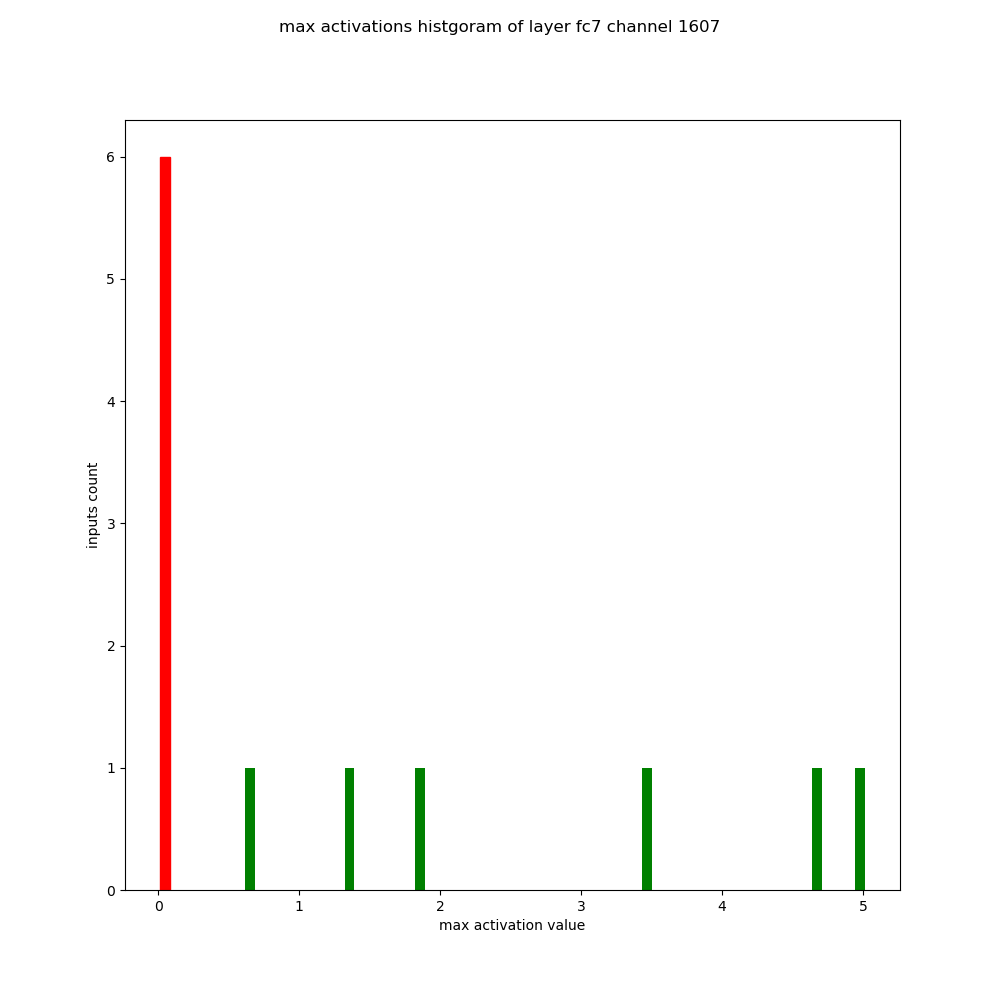 max activations histgoram of layer fc7 channel 1607
6
5
4
3
2
1
0
inputs count
0 1 2 3 4 5
max activation value